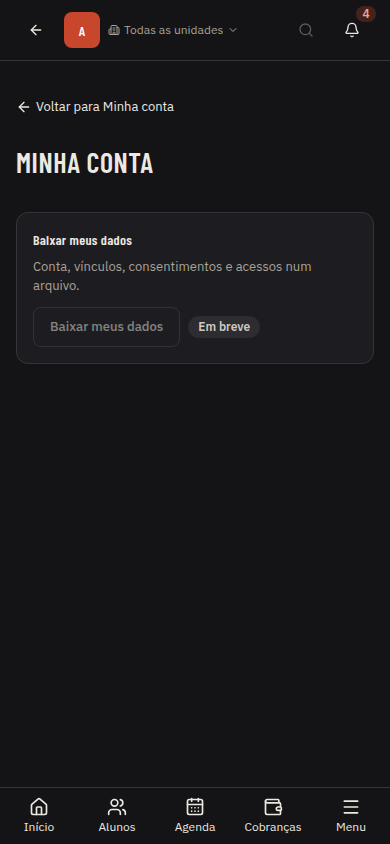 A
Todas as unidades
4
Voltar para Minha conta
MINHA CONTA
Baixar meus dados
Conta, vínculos, consentimentos e acessos num
arquivo.
Baixar meus dados
Em breve
Início
Alunos
Agenda
Cobranças
Menu